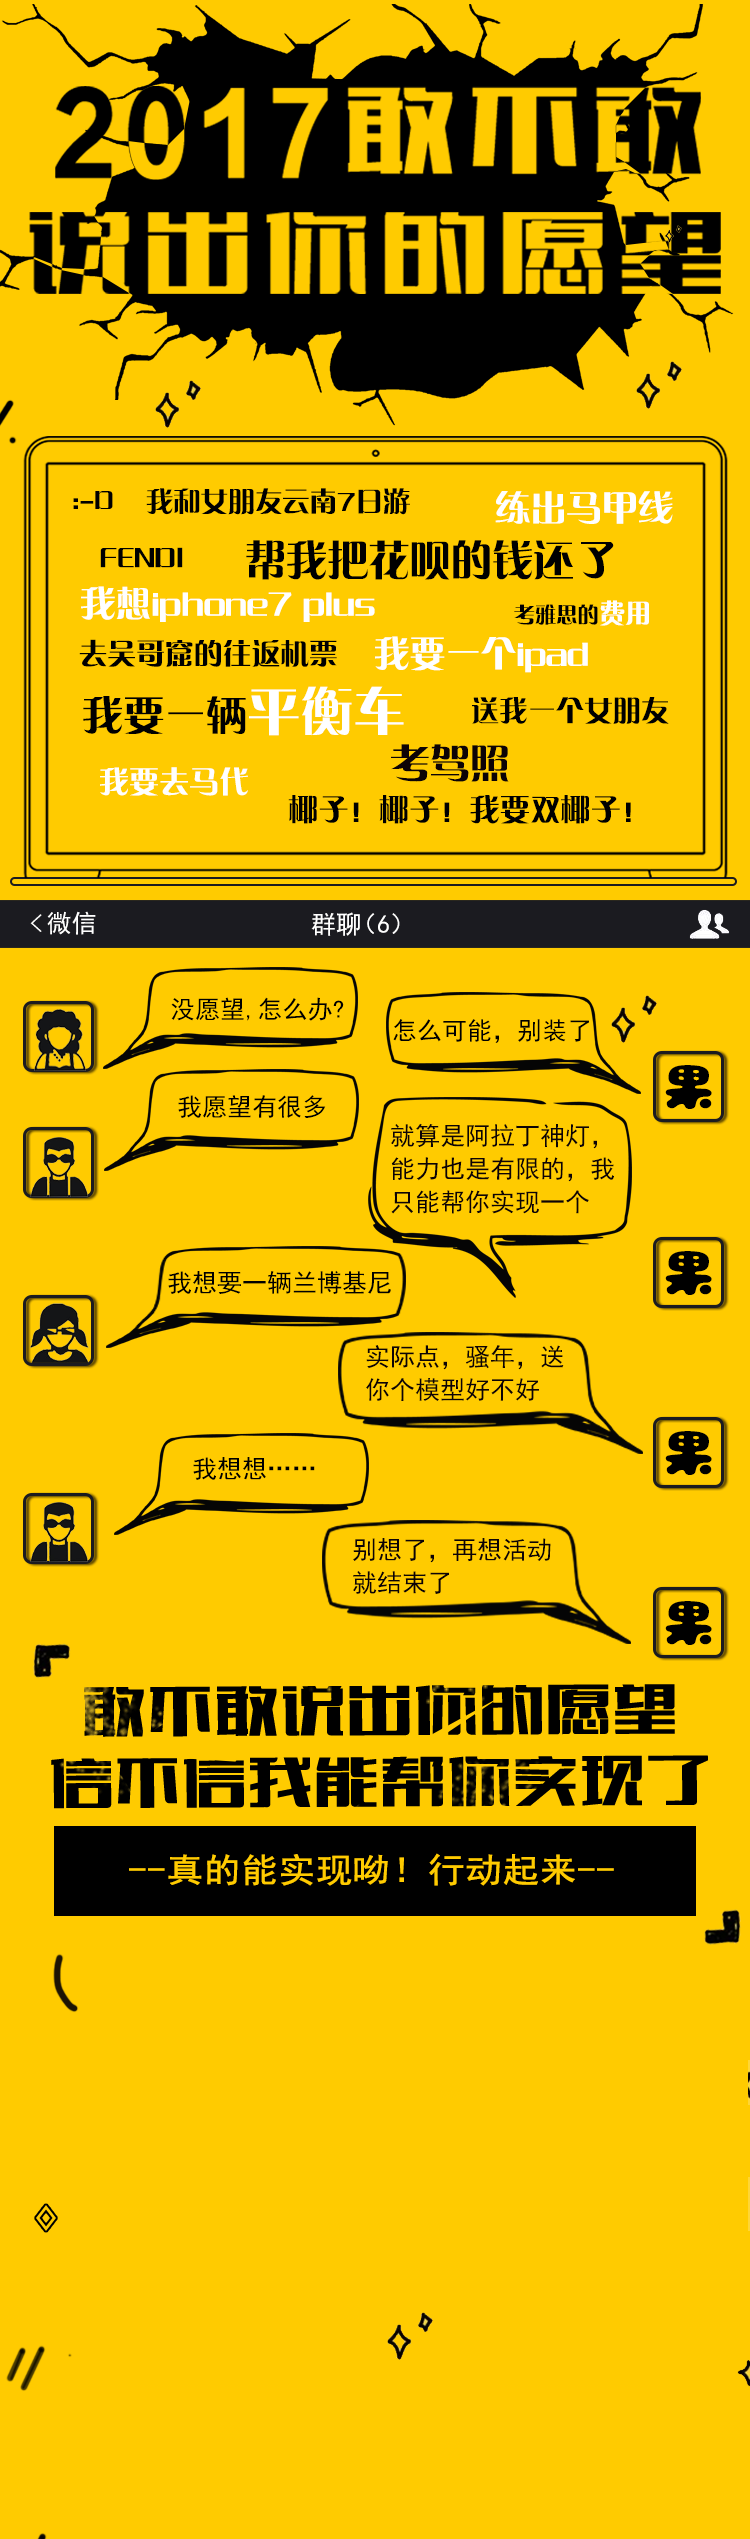 2017敢不敢
说出你的愿望
:-D 我和女朋友云南7日游
练出马甲线
FENDI
帮我把花呗的钱还了
我想iphone7 plus
考雅思的费用
去吴哥窟的往返机票
我要一个ipad
我要一辆平衡车
送我一个女朋友
考驾照
我要去马代
椰子！椰子！我要双椰子！
<微信
群聊(6)
没愿望,怎么办?
怎么可能，别装了
果
我愿望有很多
就算是阿拉丁神灯，
能力也是有限的，我
只能帮你实现一个
果
我想要一辆兰博基尼
实际点，骚年，送
你个模型好不好
果
我想想……
别想了，再想活动
就结束了
果
敢不敢说出你的愿望
信不信我能帮你实现了
--真的能实现呦！行动起来--